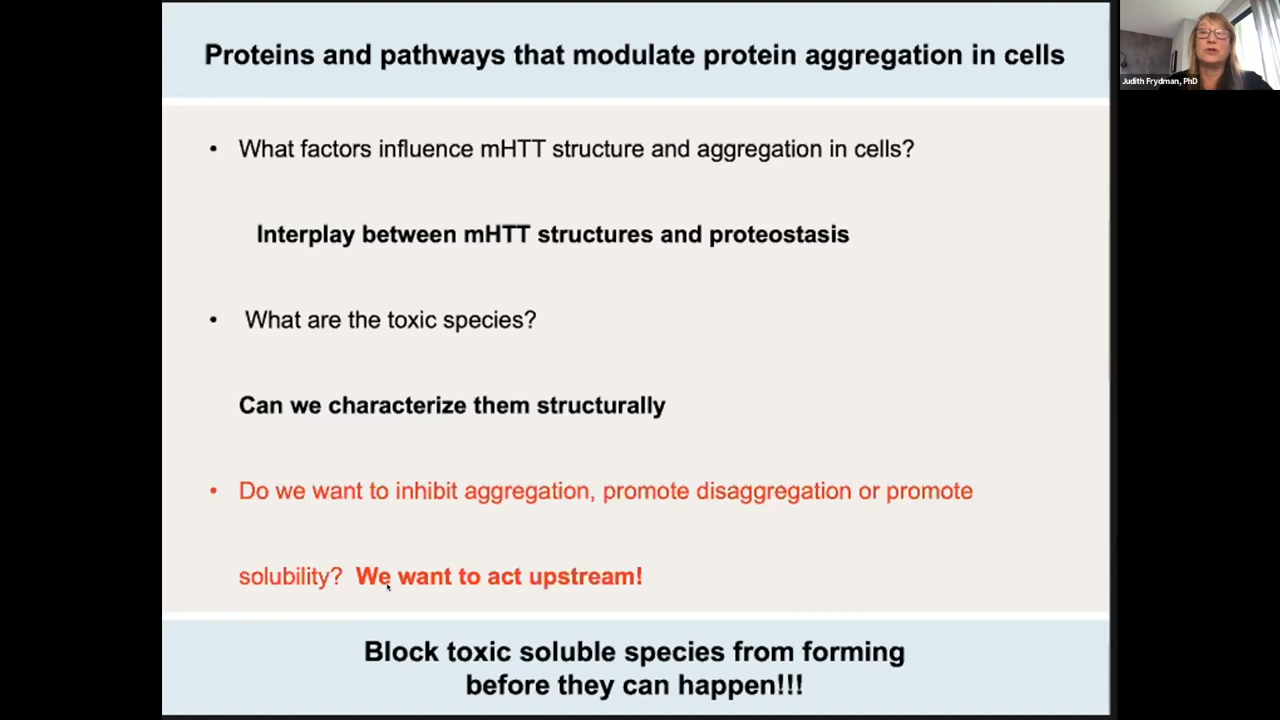 Proteins and pathways that modulate protein aggregation in cells
Judith Frydman, PhD
• What factors influence mHTT structure and aggregation in cells?
Interplay between mHTT structures and proteostasis
• What are the toxic species?
Can we characterize them structurally
• Do we want to inhibit aggregation, promote disaggregation or promote
solubility? We want to act upstream!
Block toxic soluble species from forming
before they can happen!!!